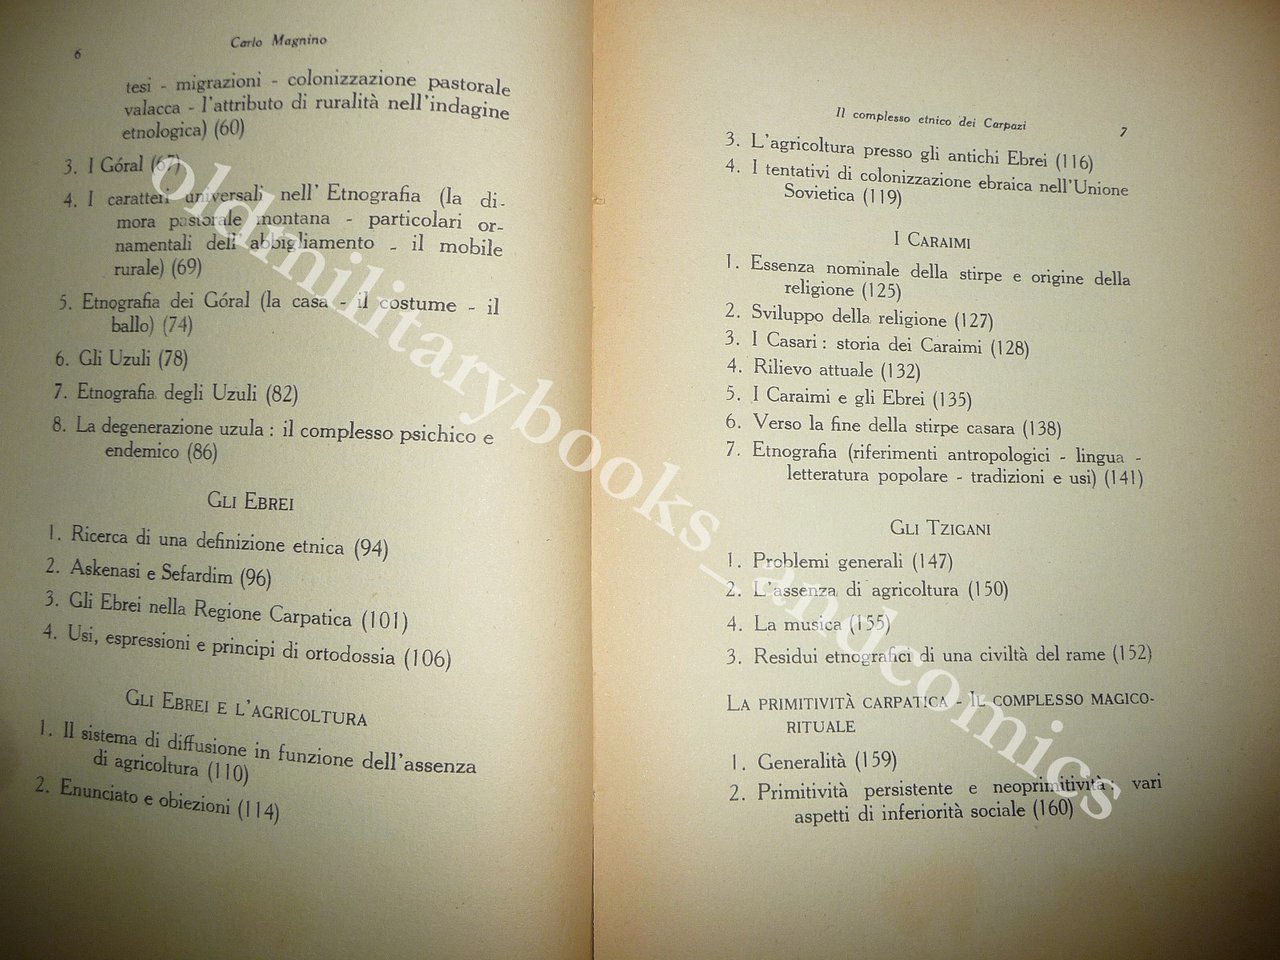 6
Carlo Magnino
tesi - migrazioni - colonizzazione pastorale
valacca - l'attributo di ruralità nell'indagine
etnologica) (60)
3. I Góral (67)
4. I caratteri universali nell' Etnografia (la di-
mora pastorale montana - particolari or-
namentali dell'abbigliamento - il mobile
rurale) (69)
5. Etnografia dei Góral (la casa - il costume - il
ballo) (74)
6. Gli Uzuli (78)
7. Etnografia degli Uzuli (82)
8. La degenerazione uzula : il complesso psichico e
endemico (86)
GLI EBREI
1. Ricerca di una definizione etnica (94)
2. Askenasi e Sefardim (96)
3. Gli Ebrei nella Regione Carpatica (101)
4. Usi, espressioni e principi di ortodossia (106)
GLI EBREI E L'AGRICOLTURA
1. Il sistema di diffusione in funzione dell'assenza
di agricoltura (110)
2. Enunciato e obiezioni (114)
Il complesso etnico dei Carpazi
7
3. L'agricoltura presso gli antichi Ebrei (116)
4. I tentativi di colonizzazione ebraica nell'Unione
Sovietica (119)
I CARAIMI
1. Essenza nominale della stirpe e origine della
religione (125)
2. Sviluppo della religione (127)
3. I Casari : storia dei Caraimi (128)
4. Rilievo attuale (132)
5. I Caraimi e gli Ebrei (135)
6. Verso la fine della stirpe casara (138)
7. Etnografia (riferimenti antropologici - lingua -
letteratura popolare - tradizioni e usi) (141)
GLI TZIGANI
1. Problemi generali (147)
2. L'assenza di agricoltura (150)
4. La musica (155)
3. Residui etnografici di una civiltà del rame (152)
LA PRIMITIVITÀ CARPATICA - IL COMPLESSO MAGICO-
RITUALE
1. Generalità (159)
2. Primitività persistente e neoprimitività : vari
aspetti di inferiorità sociale (160)
oldmilitarybooks_andcomics